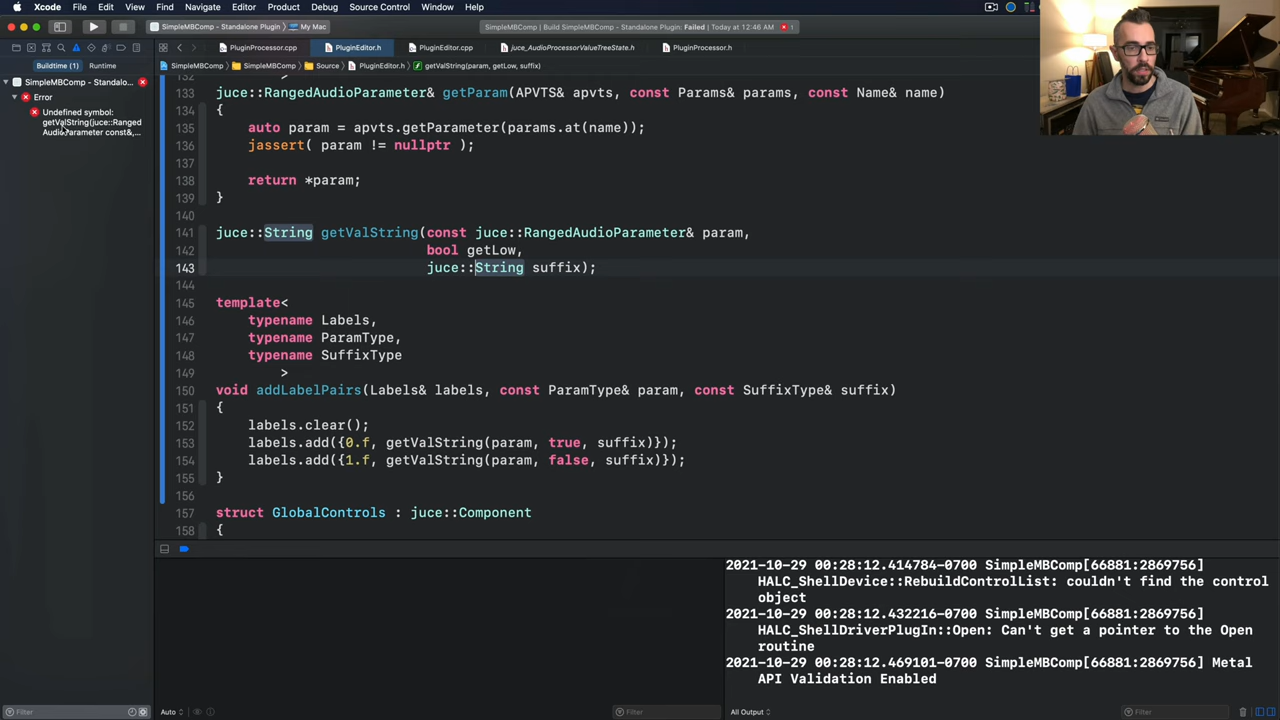 Xcode File Edit View Find Navigate Editor Product Debug Source Control Window Help
SimpleMBComp - Standalone Plugin My Mac
SimpleMBComp | Build SimpleMBComp - Standalone Plugin: Failed | Today at 12:46 AM 1
PluginProcessor.cpp PluginEditor.h PluginEditor.cpp juce_AudioProcessorValueTreeState.h PluginProcessor.h
Buildtime (1) Runtime
SimpleMBComp SimpleMBComp Source PluginEditor.h getValString(param, getLow, suffix)
SimpleMBComp - Standalo...
Error
Undefined symbol:
getValString(juce::Ranged
AudioParameter const&,...
132 >
133 juce::RangedAudioParameter& getParam(APVTS& apvts, const Params& params, const Name& name)
134 {
135 auto param = apvts.getParameter(params.at(name));
136 jassert( param != nullptr );
137
138 return *param;
139 }
140
141 juce::String getValString(const juce::RangedAudioParameter& param,
142 bool getLow,
143 juce::String suffix);
144
145 template<
146 typename Labels,
147 typename ParamType,
148 typename SuffixType
149 >
150 void addLabelPairs(Labels& labels, const ParamType& param, const SuffixType& suffix)
151 {
152 labels.clear();
153 labels.add({0.f, getValString(param, true, suffix)});
154 labels.add({1.f, getValString(param, false, suffix)});
155 }
156
157 struct GlobalControls : juce::Component
158 {
2021-10-29 00:28:12.414784-0700 SimpleMBComp[66881:2869756]
HALC_ShellDevice::RebuildControlList: couldn't find the control
object
2021-10-29 00:28:12.432216-0700 SimpleMBComp[66881:2869756]
HALC_ShellDriverPlugIn::Open: Can't get a pointer to the Open
routine
2021-10-29 00:28:12.469101-0700 SimpleMBComp[66881:2869756] Metal
API Validation Enabled
Filter Auto Filter All Output Filter